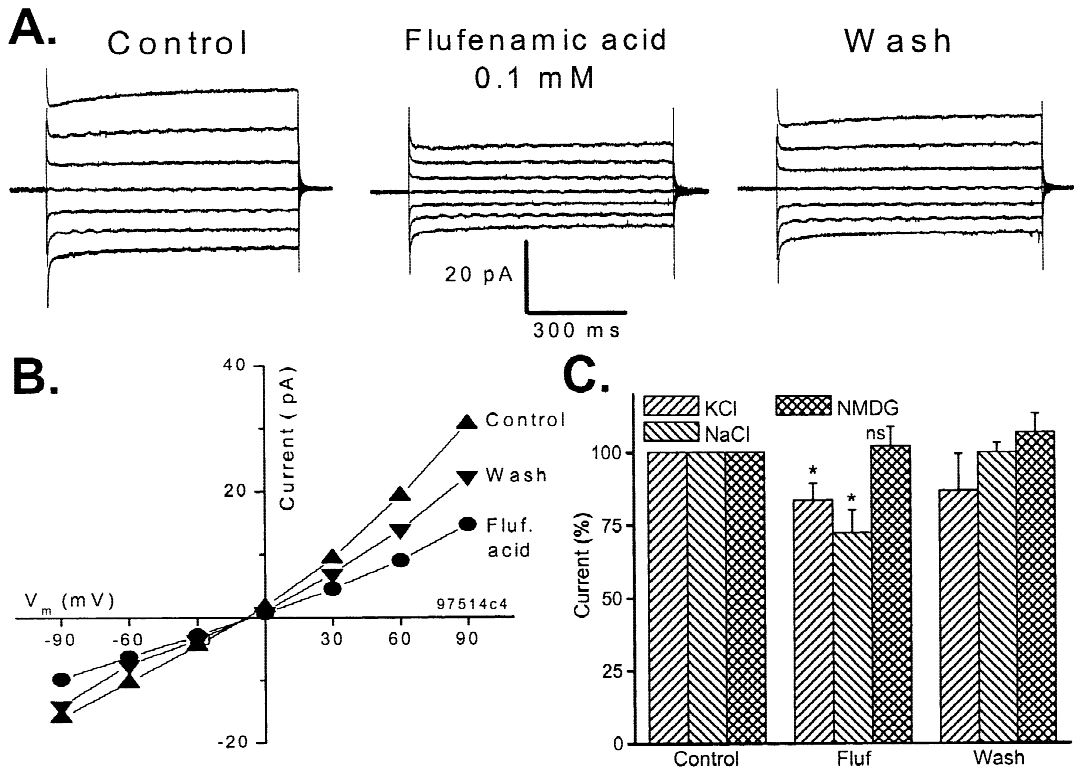 A.
Control
Flufenamic acid
0.1 mM
Wash
20 pA
300 ms
B.
40
20
-20
Current (pA)
Control
Wash
Fluf.
acid
Vm (mV)
97514c4
-90 -60 30 60 90
C.
KCl
NaCl
NMDG
ns
* *
100
75
50
25
0
Current (%)
Control Fluf Wash